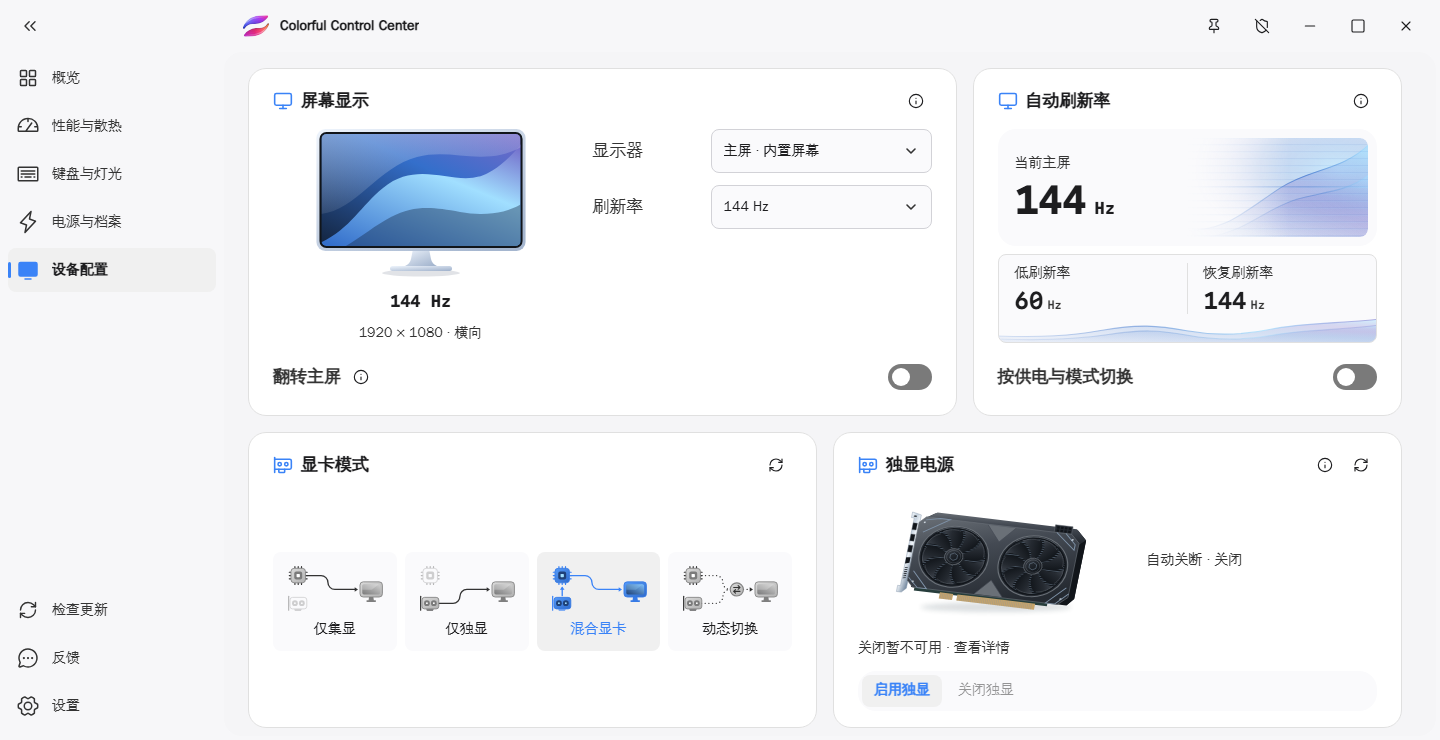 Colorful Control Center
概览
性能与散热
键盘与灯光
电源与档案
设备配置
检查更新
反馈
设置
屏幕显示
显示器
主屏 · 内置屏幕
刷新率
144 Hz
144 Hz
1920 × 1080 · 横向
翻转主屏
自动刷新率
当前主屏
144 Hz
低刷新率
60 Hz
恢复刷新率
144 Hz
按供电与模式切换
显卡模式
仅集显
仅独显
混合显卡
动态切换
独显电源
自动关断 · 关闭
关闭暂不可用 · 查看详情
启用独显
关闭独显